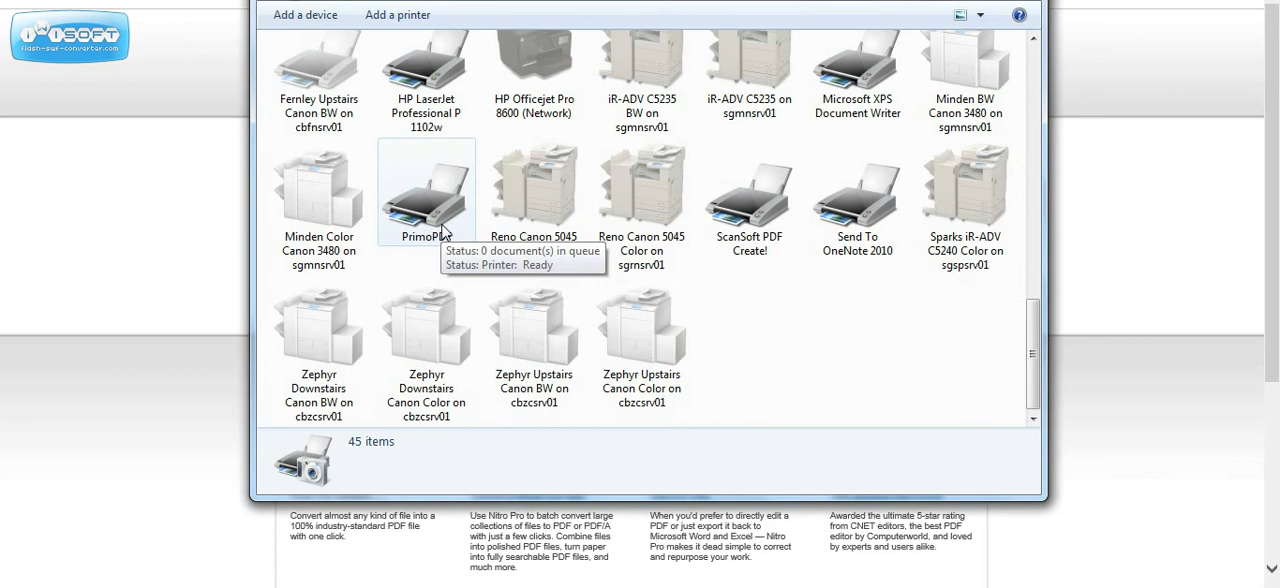 iWiSOFT
flash-swf-converter.com
Add a device
Add a printer
Fernley Upstairs
Canon BW on
cbfnsrv01
HP LaserJet
Professional P
1102w
HP Officejet Pro
8600 (Network)
iR-ADV C5235
BW on
sgmnsrv01
iR-ADV C5235 on
sgmnsrv01
Microsoft XPS
Document Writer
Minden BW
Canon 3480 on
sgmnsrv01
Minden Color
Canon 3480 on
sgmnsrv01
PrimoPD
Reno Canon 5045
Reno Canon 5045
Color on
sgrnsrv01
ScanSoft PDF
Create!
Send To
OneNote 2010
Sparks iR-ADV
C5240 Color on
sgspsrv01
Status: 0 document(s) in queue
Status: Printer: Ready
Zephyr
Downstairs
Canon BW on
cbzcsrv01
Zephyr
Downstairs
Canon Color on
cbzcsrv01
Zephyr Upstairs
Canon BW on
cbzcsrv01
Zephyr Upstairs
Canon Color on
cbzcsrv01
45 items
Convert almost any kind of file into a
100% industry-standard PDF file
with one click.
Use Nitro Pro to batch convert large
collections of files to PDF or PDF/A
with just a few clicks. Combine files
into polished PDF files, turn paper
into fully searchable PDF files, and
much more.
When you'd prefer to directly edit a
PDF or just export it back to
Microsoft Word and Excel — Nitro
Pro makes it dead simple to correct
and repurpose your work.
Awarded the ultimate 5-star rating
from CNET editors, the best PDF
editor by Computerworld, and loved
by experts and users alike.